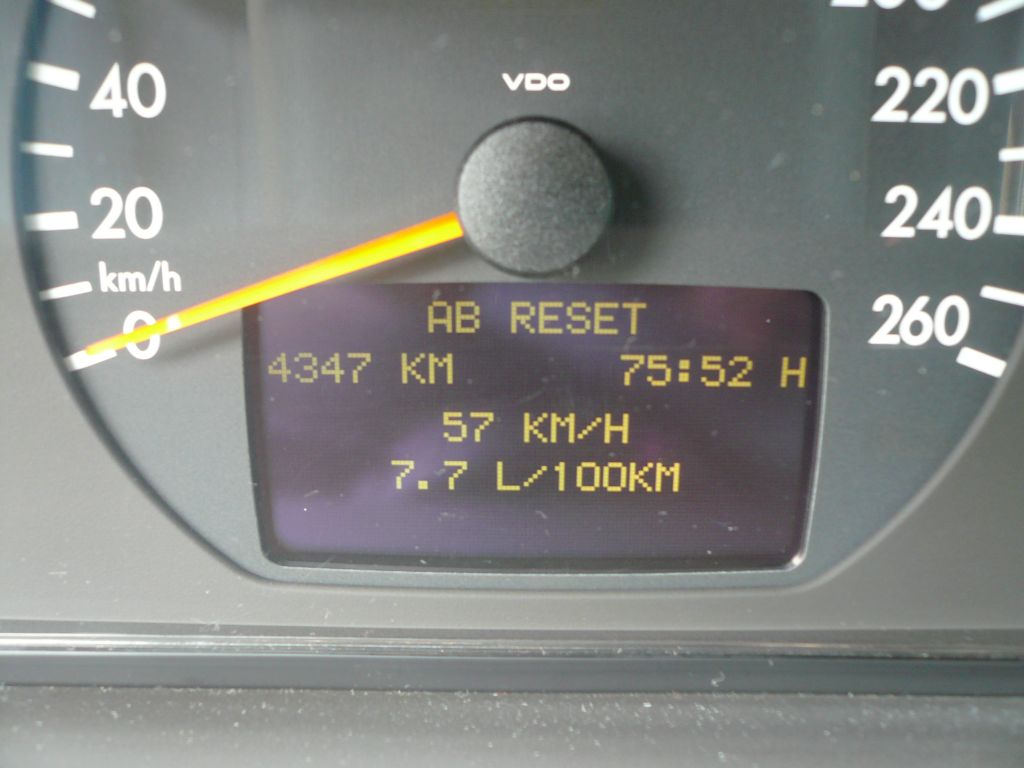 VDO
40
20
km/h
0
220
240
260
AB RESET
4347 KM 75:52 H
57 KM/H
7.7 L/100KM